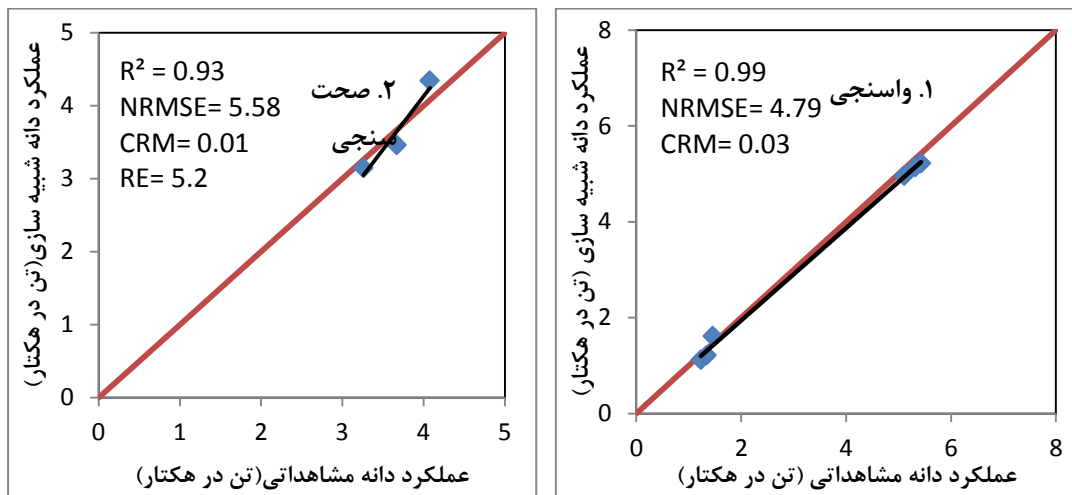 عملکرد دانه شبیه سازی(تن در هکتار)
5
4
3
2
1
0
R² = 0.93
NRMSE= 5.58
CRM= 0.01
RE= 5.2
۲. صحت
سنجی
0 1 2 3 4 5
عملکرد دانه مشاهداتی(تن در هکتار)
عملکرد دانه شبیه سازی (تن در هکتار)
8
6
4
2
0
R² = 0.99
NRMSE= 4.79
CRM= 0.03
۱. واسنجی
0 2 4 6 8
عملکرد دانه مشاهداتی (تن در هکتار)